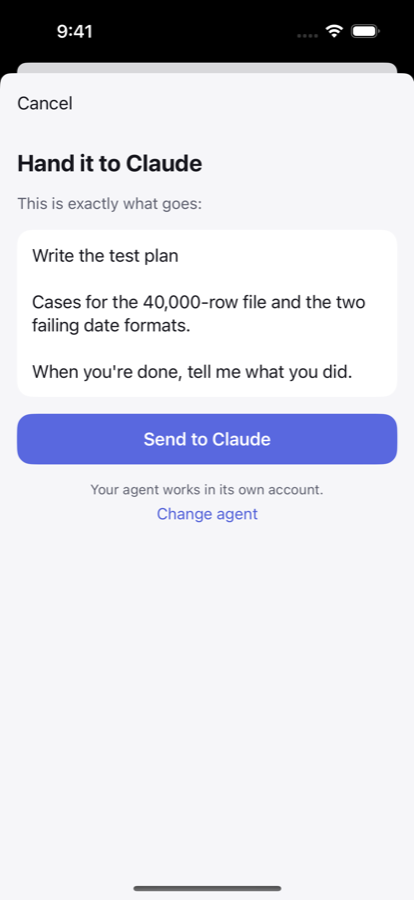 9:41
Cancel
Hand it to Claude
This is exactly what goes:
Write the test plan
Cases for the 40,000-row file and the two
failing date formats.
When you're done, tell me what you did.
Send to Claude
Your agent works in its own account.
Change agent